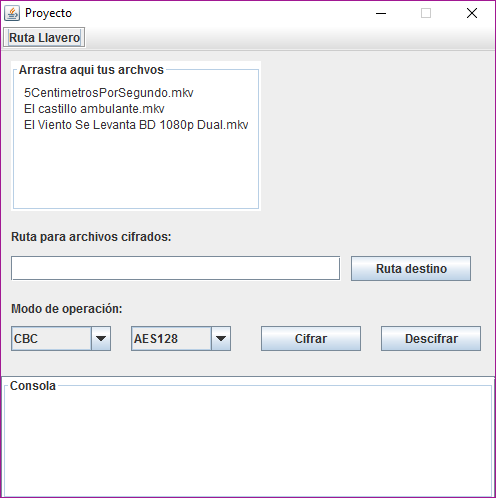 Proyecto
Ruta Llavero
Arrastra aqui tus archvos
5CentimetrosPorSegundo.mkv
El castillo ambulante.mkv
El Viento Se Levanta BD 1080p Dual.mkv
Ruta para archivos cifrados:
Ruta destino
Modo de operación:
CBC AES128 Cifrar Descifrar
Consola